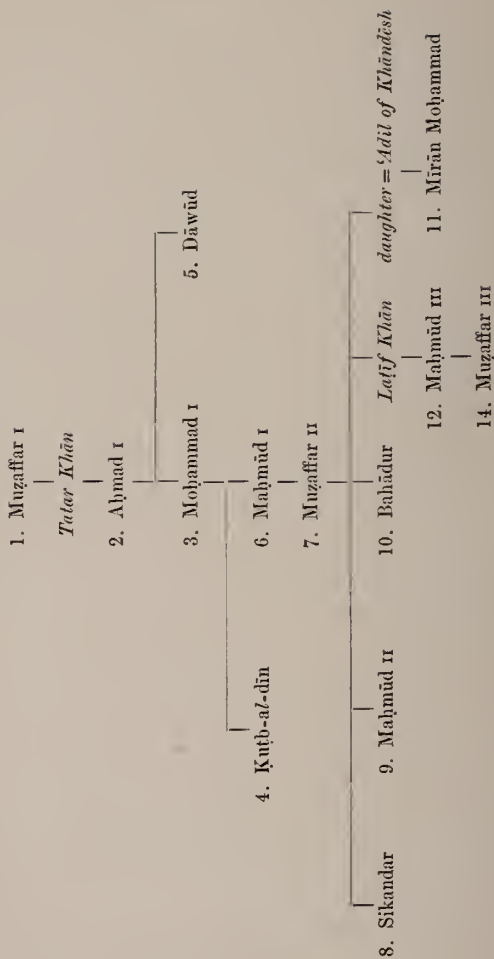 1. Muẓaffar I
Tatar Khān
2. Aḥmad I
3. Moḥammad I
5. Dāwūd
4. Ḳuṭb-al-dīn
6. Maḥmūd I
7. Muẓaffar II
8. Sikandar
9. Maḥmūd II
10. Bahādur
Laṭīf Khān
daughter = ʿĀdil of Khāndēsh
12. Maḥmūd III
11. Mīrān Moḥammad
14. Muẓaffar III